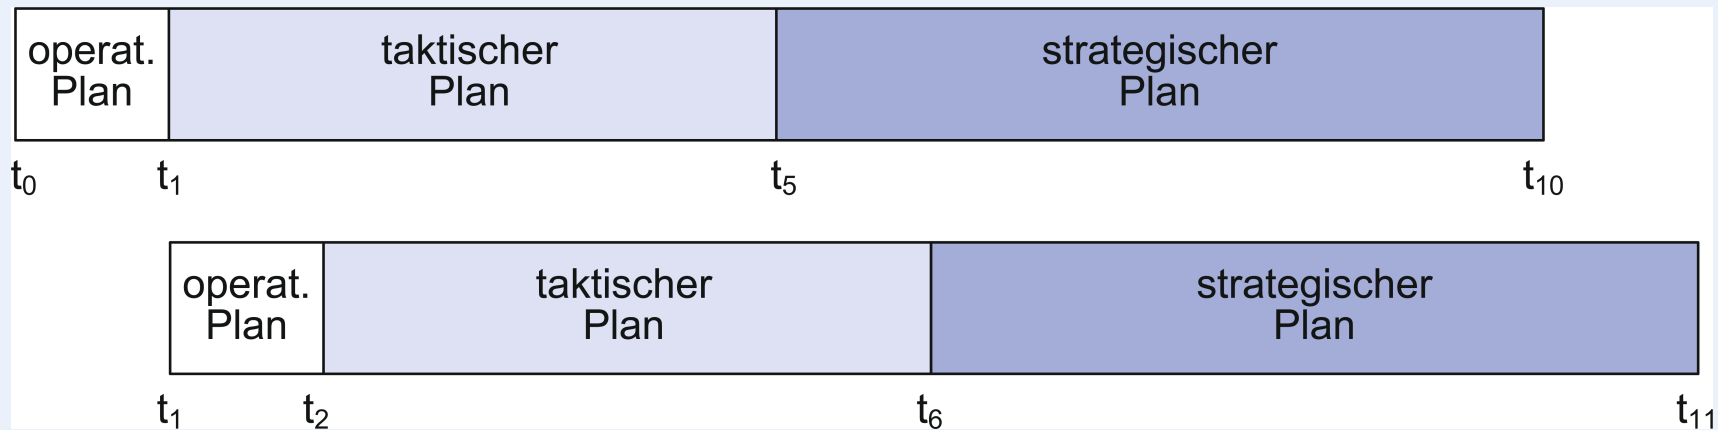 operat.
Plan
taktischer
Plan
strategischer
Plan
t₀ t₁ t₅ t₁₀
operat.
Plan
taktischer
Plan
strategischer
Plan
t₁ t₂ t₆ t₁₁